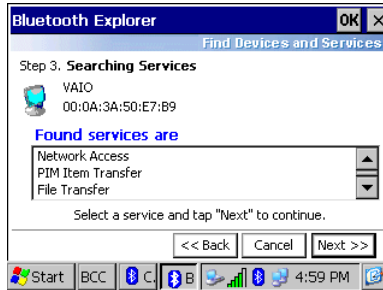 Bluetooth Explorer OK ×
Find Devices and Services
Step 3. Searching Services
VAIO
00:0A:3A:50:E7:B9
Found services are
Network Access
PIM Item Transfer
File Transfer
Select a service and tap "Next" to continue.
<< Back Cancel Next >>
Start BCC C. B 4:59 PM